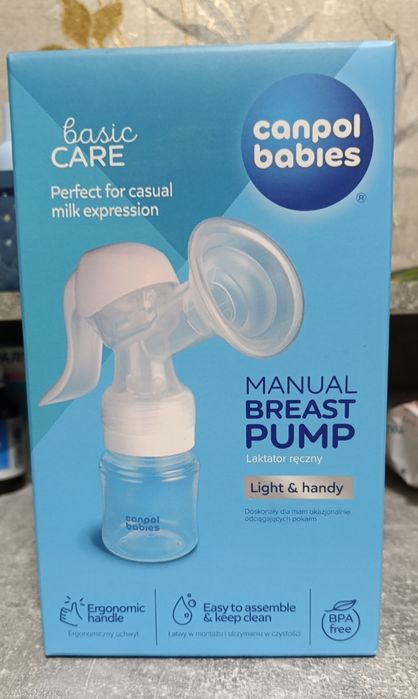 basic
CARE
Perfect for casual
milk expression
canpol
babies
®
MANUAL
BREAST
PUMP
Laktator ręczny
Light & handy
Doskonały dla mam okazjonalnie
odciągających pokarm
canpol
babies
Ergonomic
handle
Ergonomiczny uchwyt
Easy to assemble
& keep clean
Łatwy w montażu i utrzymaniu w czystości
BPA
free